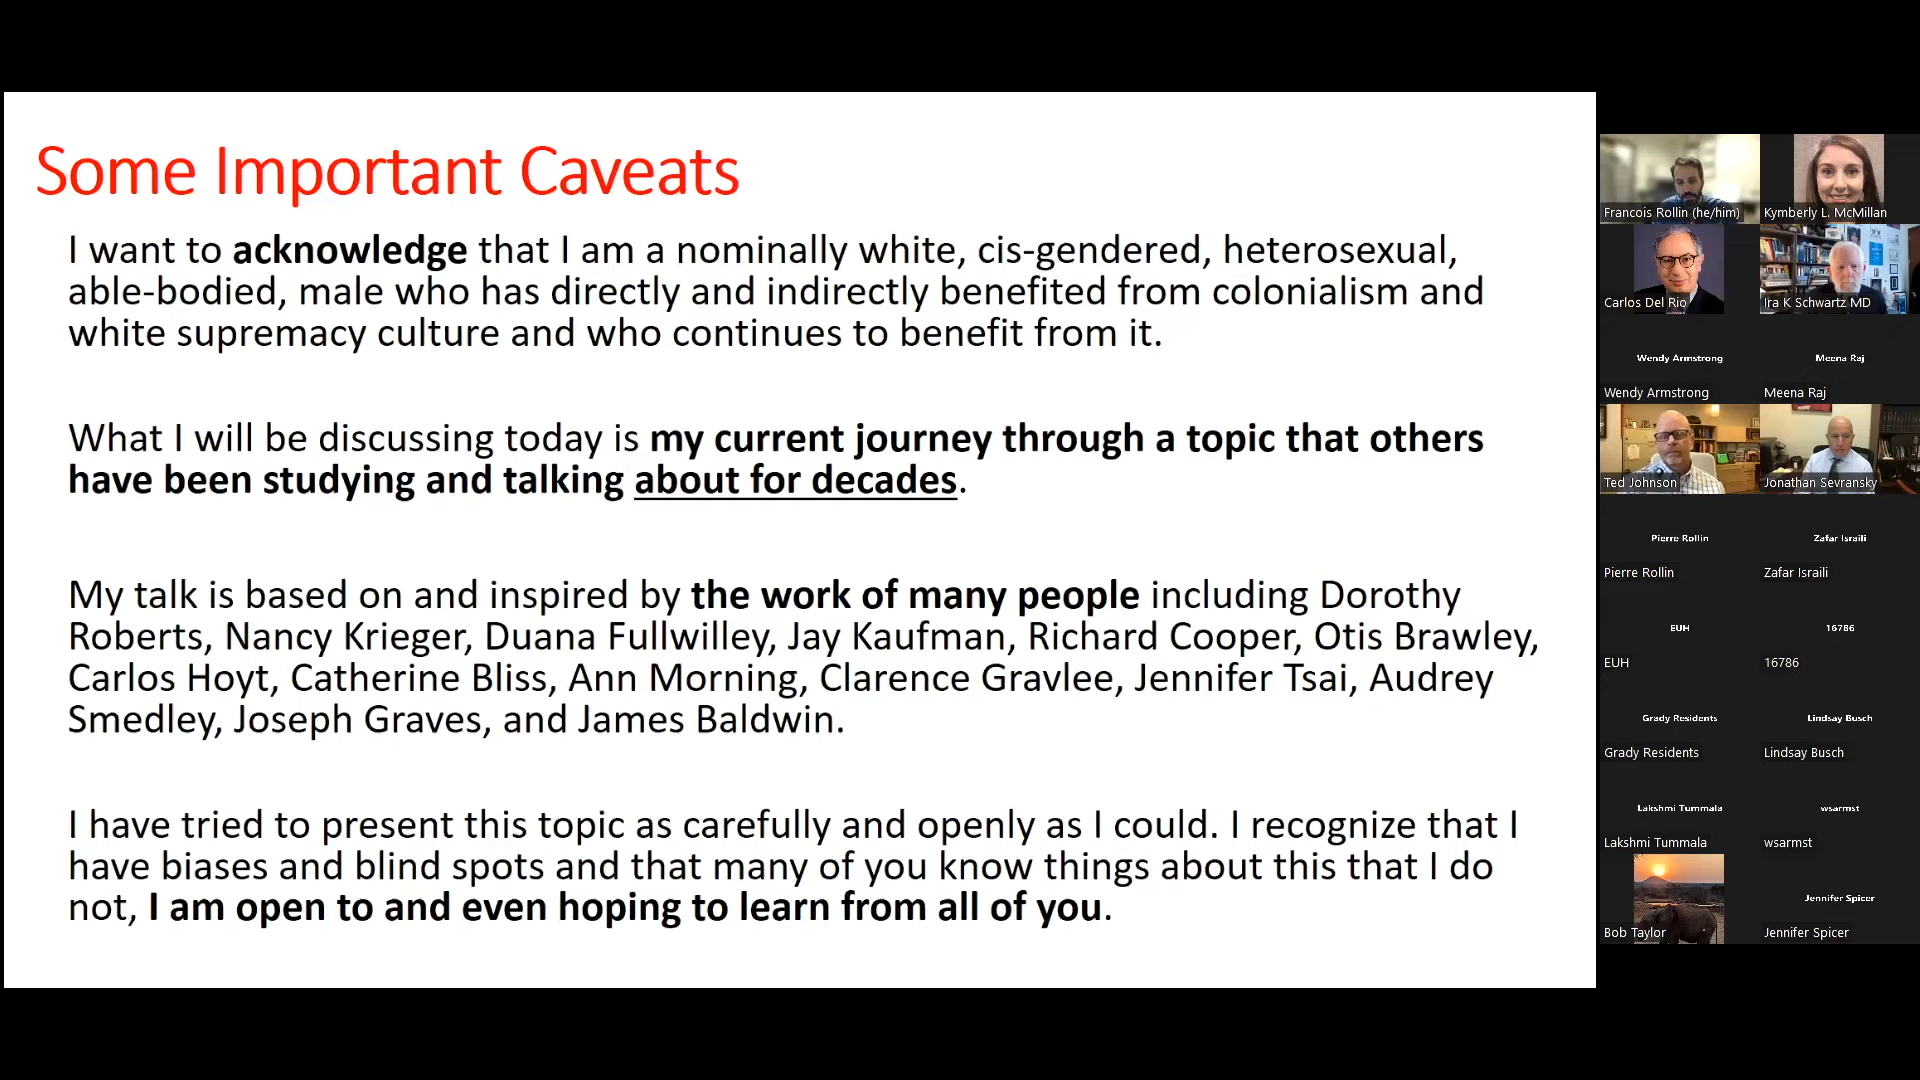 Some Important Caveats
I want to acknowledge that I am a nominally white, cis-gendered, heterosexual,
able-bodied, male who has directly and indirectly benefited from colonialism and
white supremacy culture and who continues to benefit from it.
What I will be discussing today is my current journey through a topic that others
have been studying and talking about for decades.
My talk is based on and inspired by the work of many people including Dorothy
Roberts, Nancy Krieger, Duana Fullwilley, Jay Kaufman, Richard Cooper, Otis Brawley,
Carlos Hoyt, Catherine Bliss, Ann Morning, Clarence Gravlee, Jennifer Tsai, Audrey
Smedley, Joseph Graves, and James Baldwin.
I have tried to present this topic as carefully and openly as I could. I recognize that I
have biases and blind spots and that many of you know things about this that I do
not, I am open to and even hoping to learn from all of you.
Francois Rollin (he/him)
Kymberly L. McMillan
Carlos Del Rio
Ira K Schwartz MD
Wendy Armstrong
Meena Raj
Wendy Armstrong
Meena Raj
Ted Johnson
Jonathan Sevransky
Pierre Rollin
Zafar Israili
Pierre Rollin
Zafar Israili
EUH
16786
EUH
16786
Grady Residents
Lindsay Busch
Grady Residents
Lindsay Busch
Lakshmi Tummala
wsarmst
Lakshmi Tummala
wsarmst
Jennifer Spicer
Bob Taylor
Jennifer Spicer